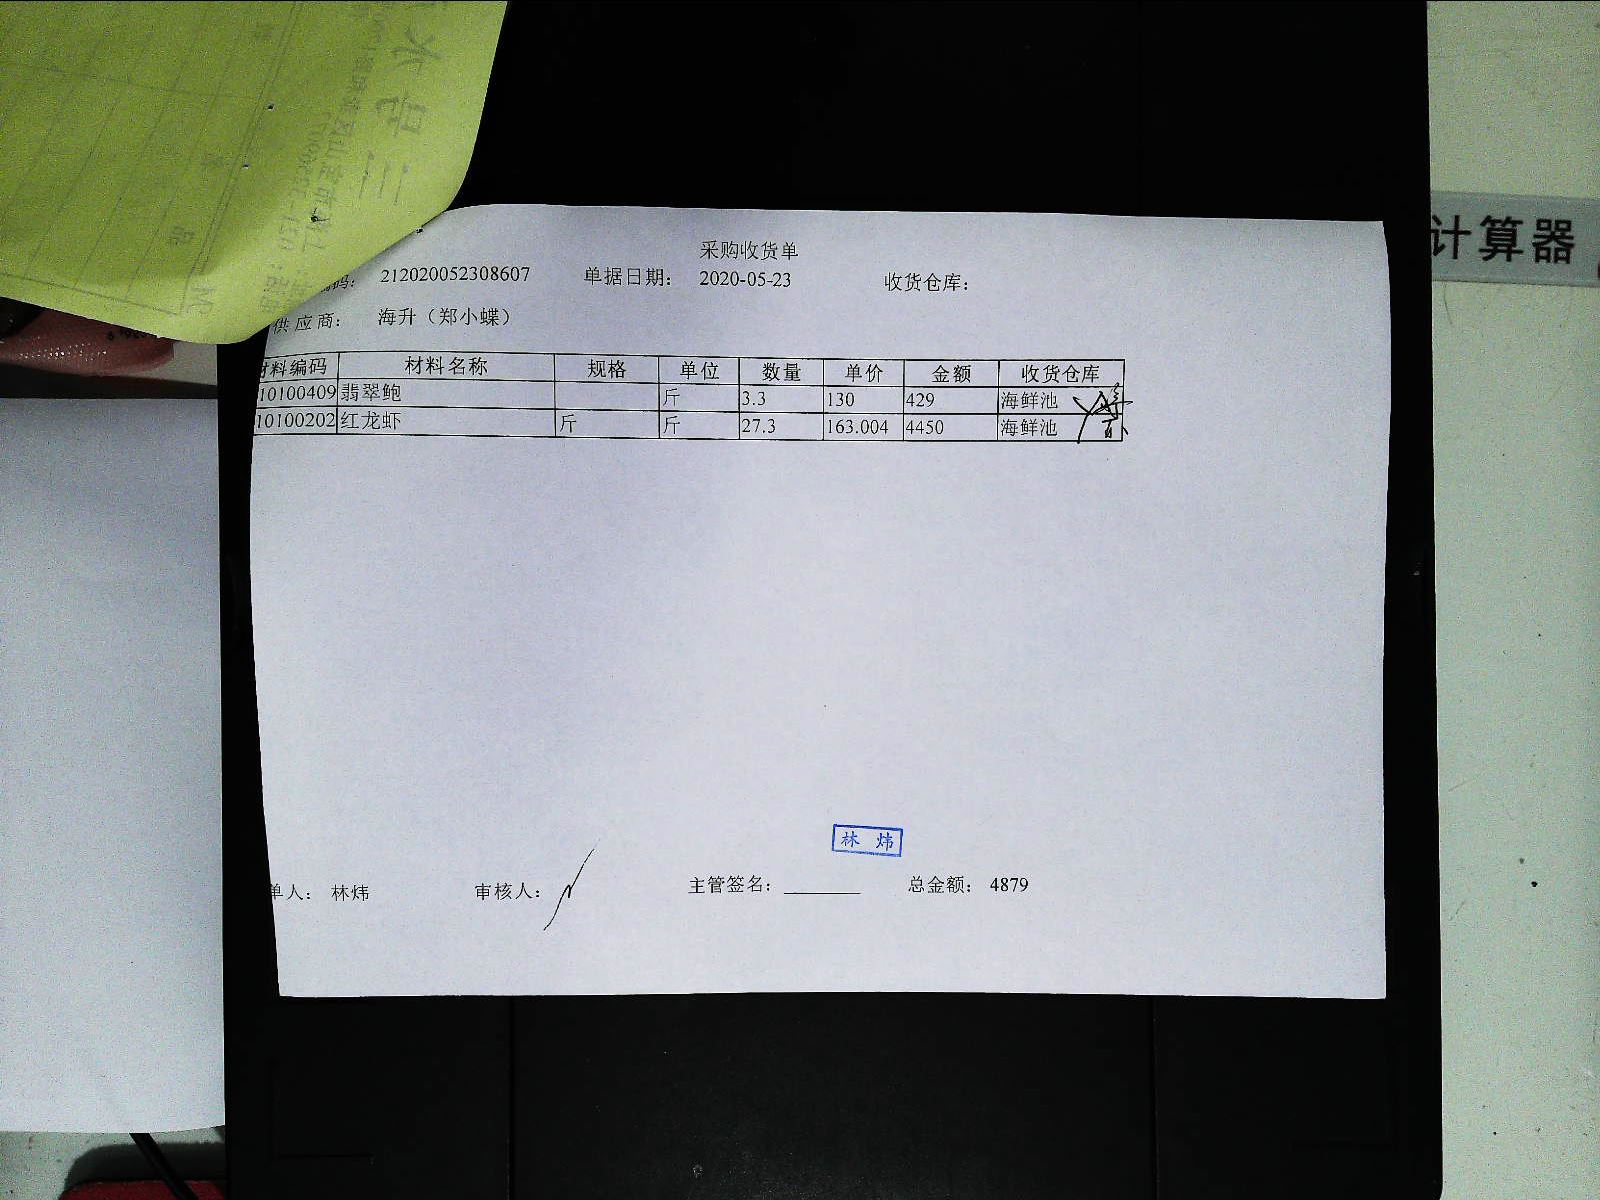 采购收货单
码: 212020052308607 单据日期: 2020-05-23 收货仓库:
供应商: 海升（郑小蝶）
材料编码 材料名称 规格 单位 数量 单价 金额 收货仓库
10100409 翡翠鲍 斤 3.3 130 429 海鲜池
10100202 红龙虾 斤 斤 27.3 163.004 4450 海鲜池
林 炜
单人: 林炜 审核人: 主管签名: 总金额: 4879
计算器